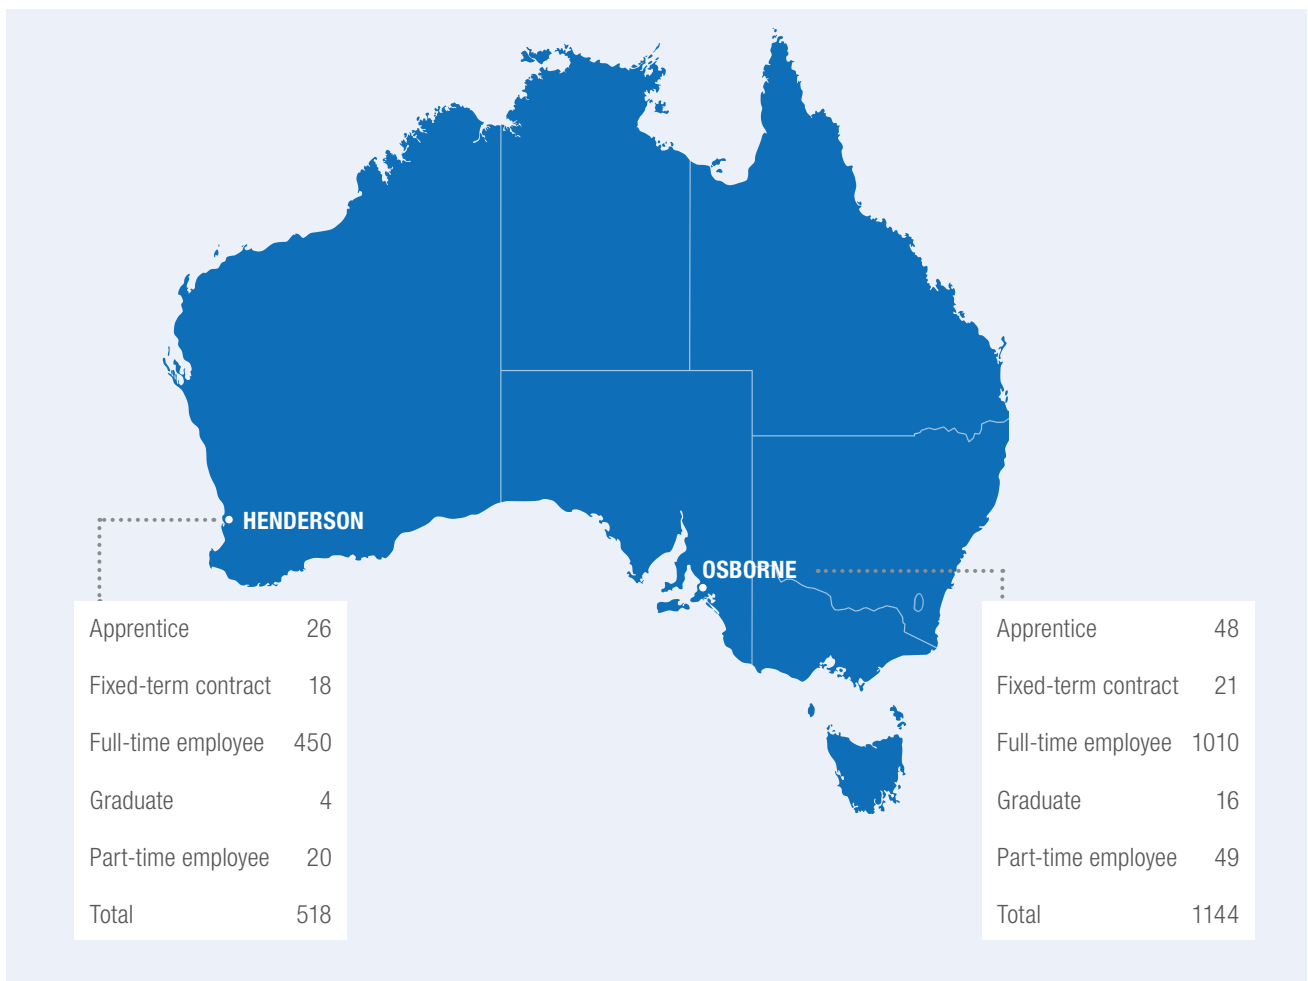 HENDERSON
OSBORNE
Apprentice 26
Fixed-term contract 18
Full-time employee 450
Graduate 4
Part-time employee 20
Total 518
Apprentice 48
Fixed-term contract 21
Full-time employee 1010
Graduate 16
Part-time employee 49
Total 1144